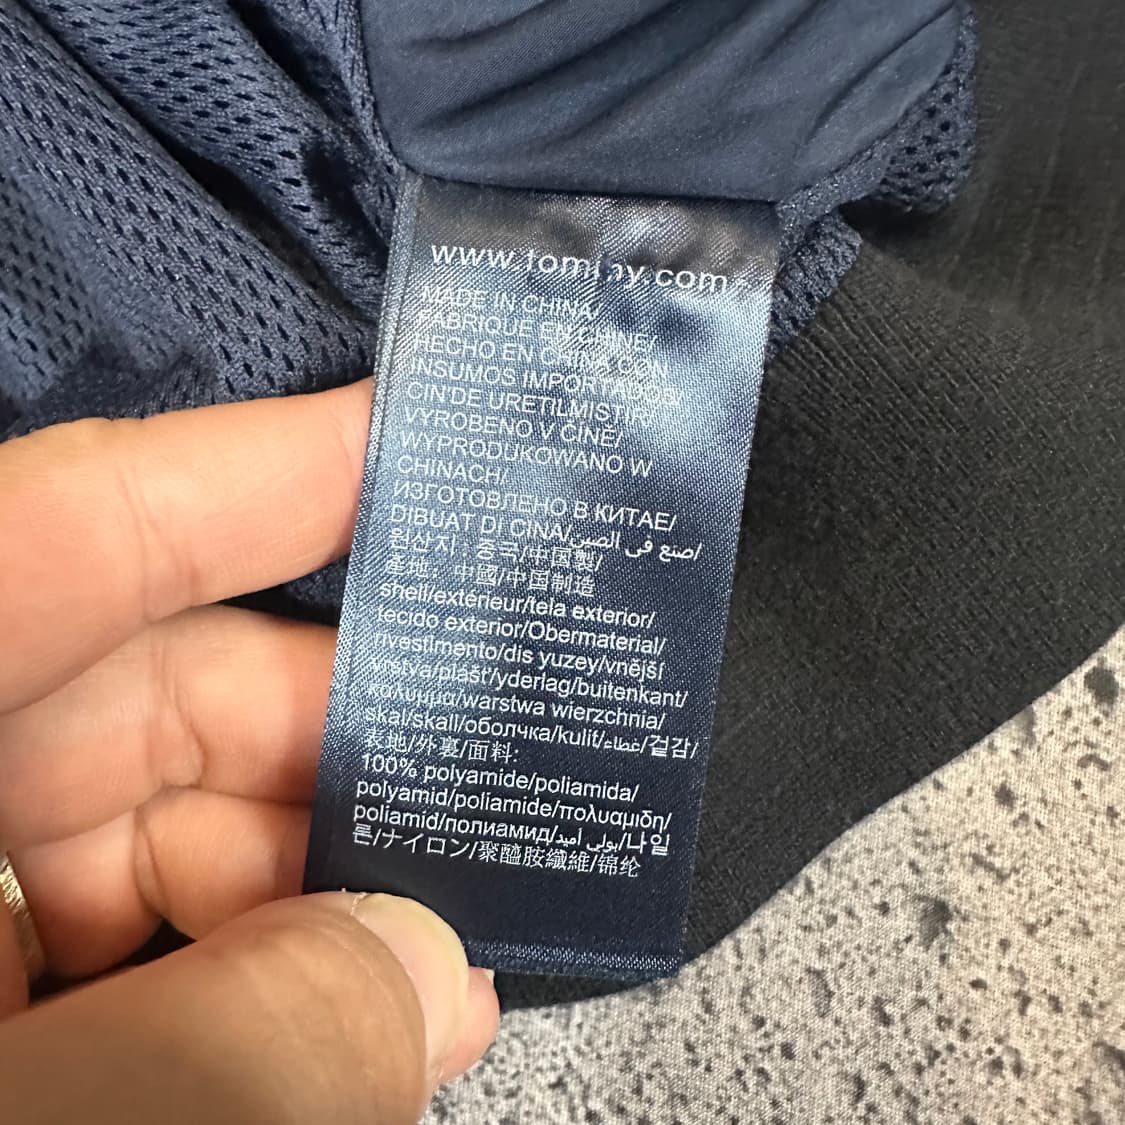 www.tommy.com
MADE IN CHINA/
FABRIQUE EN CHINE/
HECHO EN CHINA CON
INSUMOS IMPORTADOS/
CIN'DE URETILMISTIR/
VYROBENO V ČÍNĚ/
WYPRODUKOWANO W
CHINACH/
ИЗГОТОВЛЕНО В КИТАЕ/
DIBUAT DI CINA/صنع في الصين/
원산지 : 중국/中国製/
產地: 中國/中国制造
shell/extérieur/tela exterior/
tecido exterior/Obermaterial/
rivestimento/dis yuzey/vnější
vrstva/plášť/yderlag/buitenkant/
καλυμμα/warstwa wierzchnia/
skal/skall/оболчка/kulit/غطاء/겉감/
表地/外裏/面料:
100% polyamide/poliamida/
polyamid/poliamide/πολυαμιδη/
poliamid/полиамид/بولي أميد/나일
론/ナイロン/聚醯胺纖維/锦纶